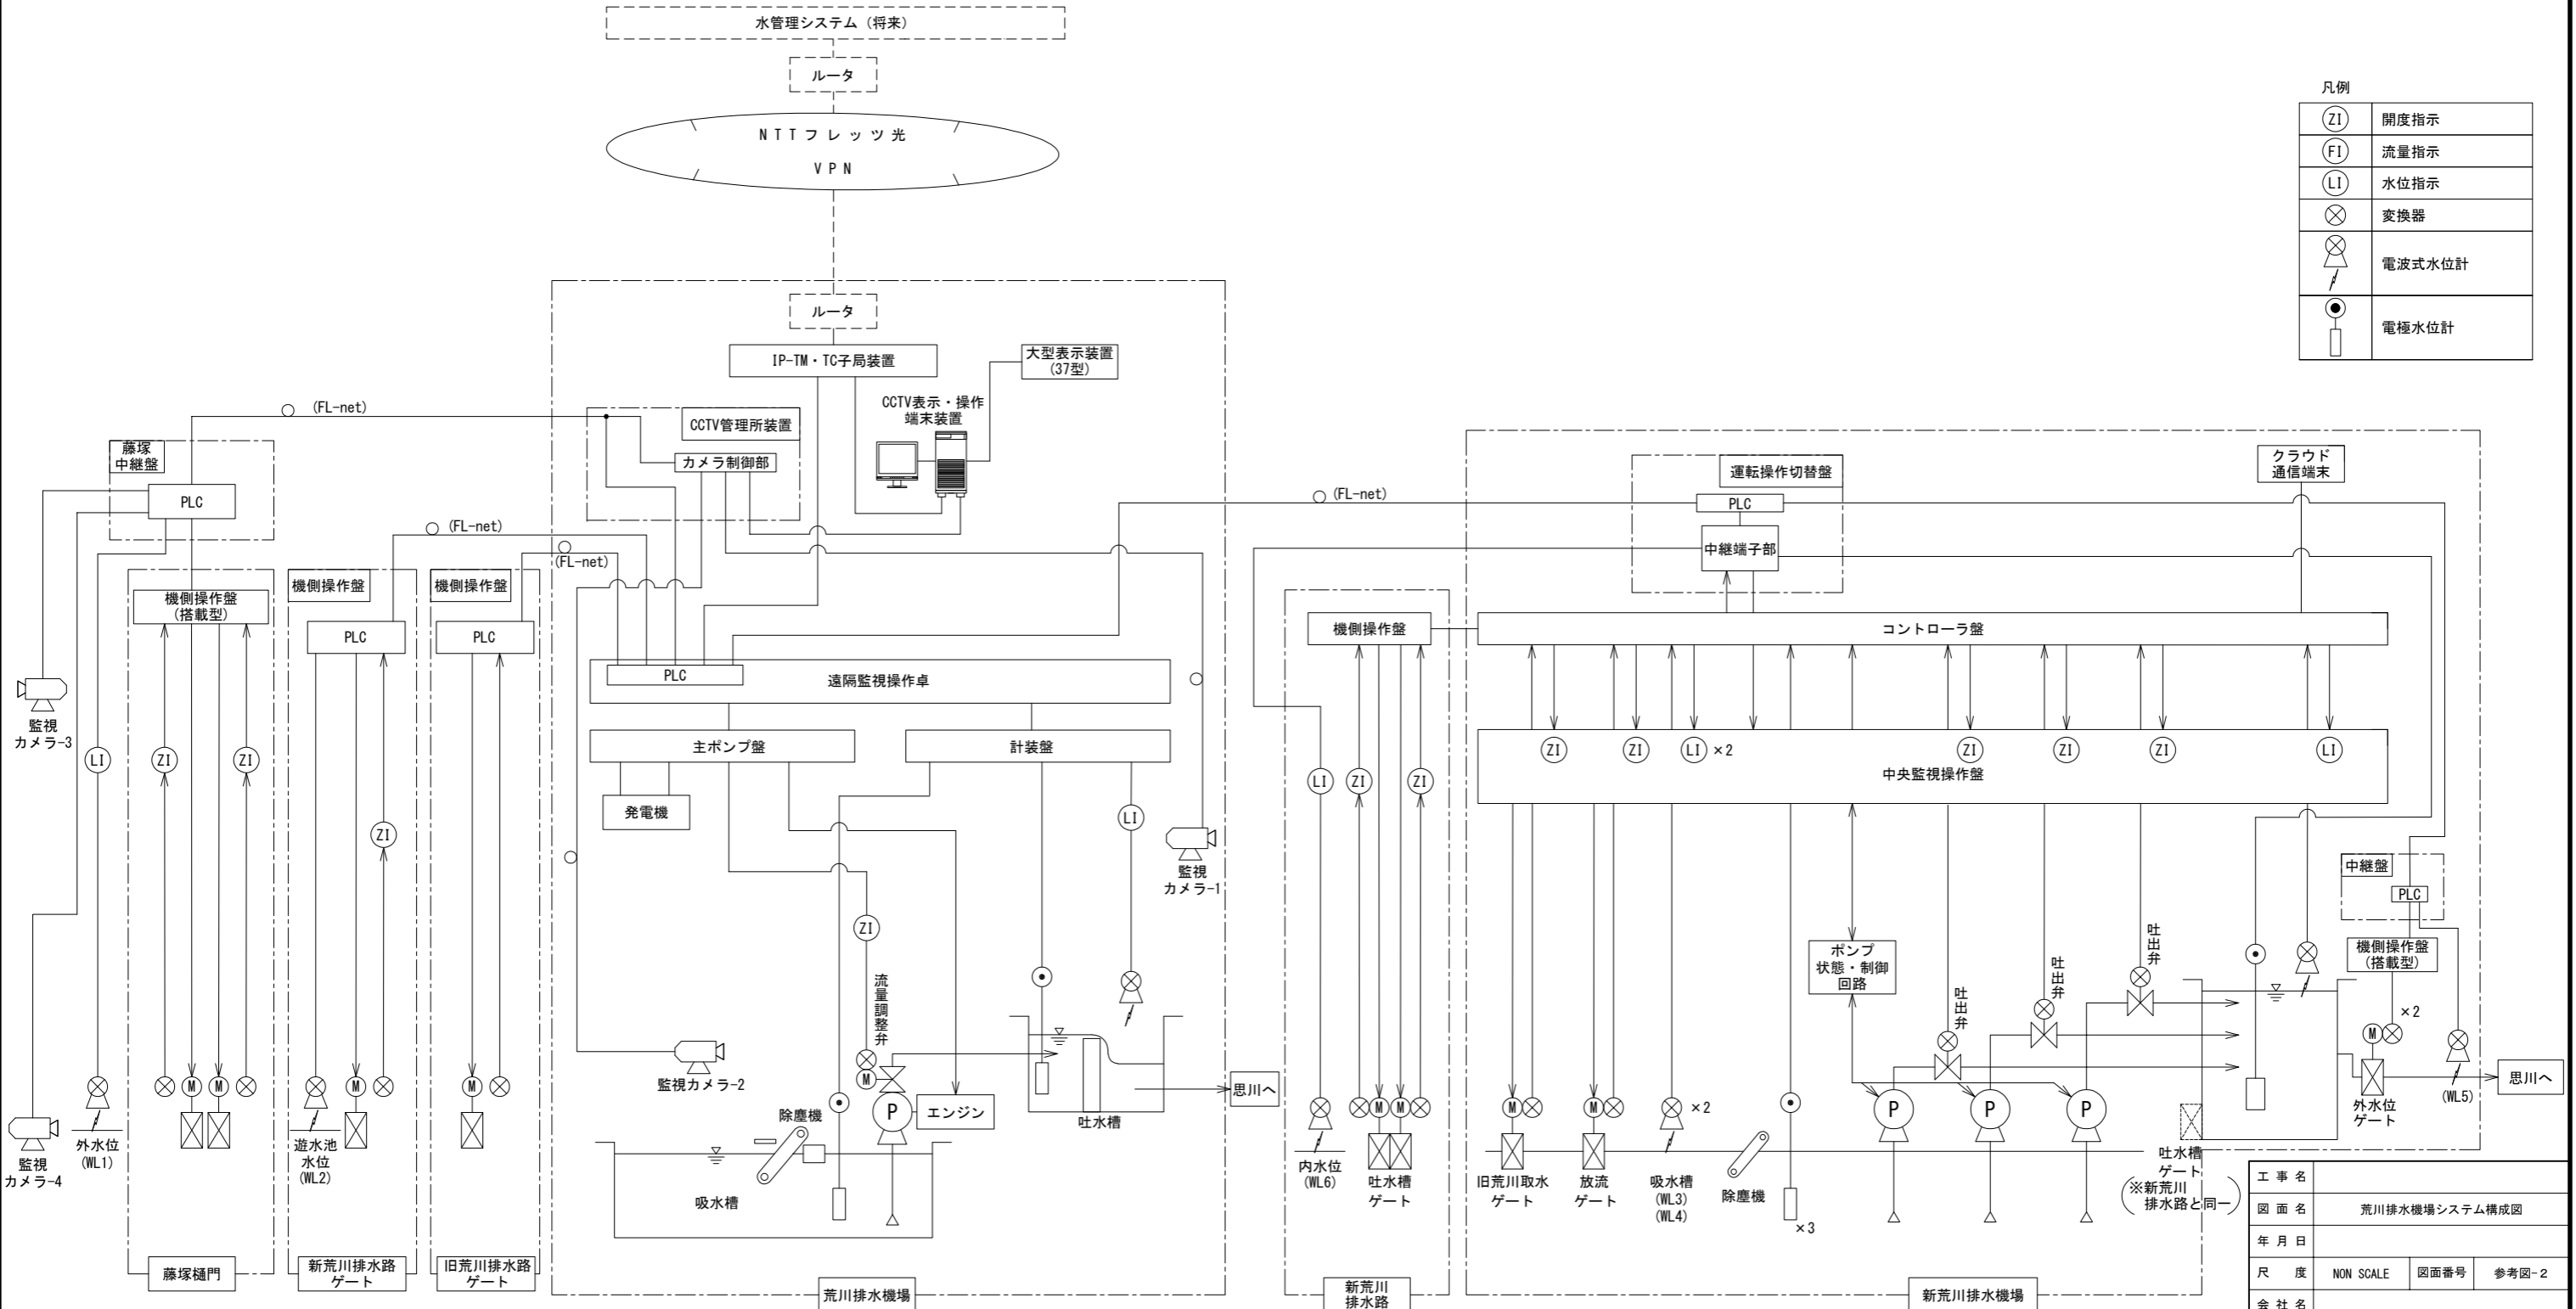 水管理システム（将来）
ルータ
ＮＴＴフレッツ光
ＶＰＮ
凡例
ZI 開度指示
FI 流量指示
LI 水位指示
変換器
電波式水位計
電極水位計
ルータ
IP-TM・TC子局装置
大型表示装置
(37型)
CCTV表示・操作
端末装置
CCTV管理所装置
カメラ制御部
(FL-net)
藤塚
中継盤
PLC
(FL-net)
(FL-net)
(FL-net)
運転操作切替盤
PLC
中継端子部
クラウド
通信端末
機側操作盤
(搭載型)
機側操作盤
PLC
機側操作盤
PLC
PLC
遠隔監視操作卓
主ポンプ盤
計装盤
発電機
機側操作盤
コントローラ盤
中央監視操作盤
ZI
ZI
LI ×2
ZI
ZI
ZI
LI
監視
カメラ-3
LI
ZI
ZI
ZI
LI
LI
ZI
ZI
監視
カメラ-1
ZI
流量調整弁
中継盤
PLC
機側操作盤
(搭載型)
×2
M
ポンプ
状態・制御
回路
吐出弁
吐出弁
吐出弁
監視カメラ-2
M
P
エンジン
除塵機
吸水槽
吐水槽
思川へ
監視
カメラ-4
外水位
(WL1)
M
M
遊水池
水位
(WL2)
M
M
内水位
(WL6)
M
M
吐水槽
ゲート
M
旧荒川取水
ゲート
M
放流
ゲート
×2
吸水槽
(WL3)
(WL4)
除塵機
×3
P
P
P
吐水槽
ゲート
(※新荒川
排水路と同一)
外水位
ゲート
(WL5)
思川へ
藤塚樋門
新荒川排水路
ゲート
旧荒川排水路
ゲート
荒川排水機場
新荒川
排水路
新荒川排水機場
工事名
図面名 荒川排水機場システム構成図
年月日
尺度 NON SCALE 図面番号 参考図-2
会社名